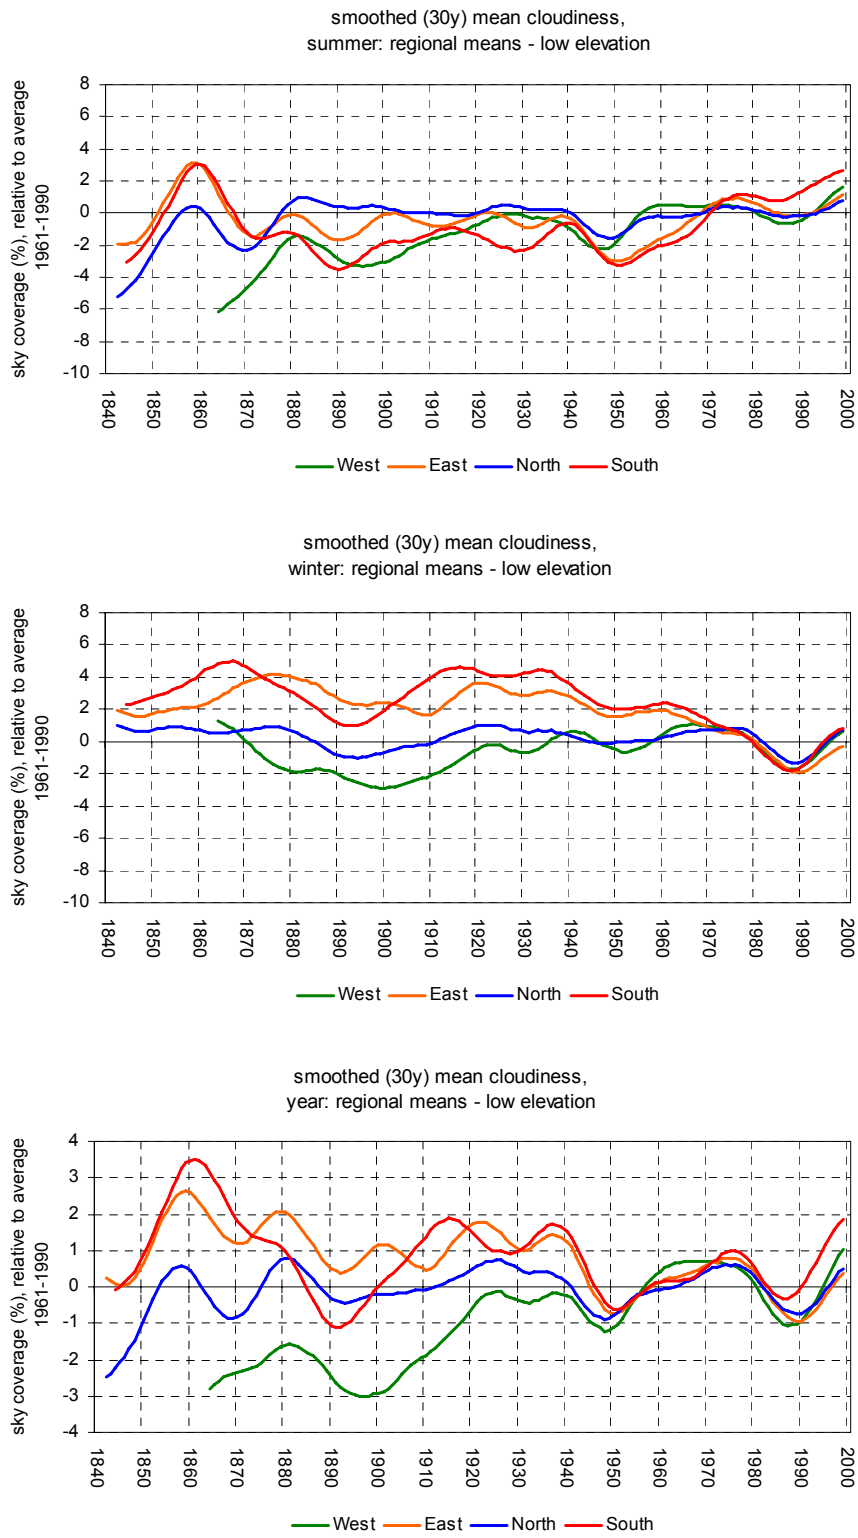 smoothed (30y) mean cloudiness,
summer: regional means - low elevation
sky coverage (%), relative to average
1961-1990
8
6
4
2
0
-2
-4
-6
-8
-10
1840 1850 1860 1870 1880 1890 1900 1910 1920 1930 1940 1950 1960 1970 1980 1990 2000
West East North South
smoothed (30y) mean cloudiness,
winter: regional means - low elevation
sky coverage (%), relative to average
1961-1990
8
6
4
2
0
-2
-4
-6
-8
-10
1840 1850 1860 1870 1880 1890 1900 1910 1920 1930 1940 1950 1960 1970 1980 1990 2000
West East North South
smoothed (30y) mean cloudiness,
year: regional means - low elevation
sky coverage (%), relative to average
1961-1990
4
3
2
1
0
-1
-2
-3
-4
1840 1850 1860 1870 1880 1890 1900 1910 1920 1930 1940 1950 1960 1970 1980 1990 2000
West East North South